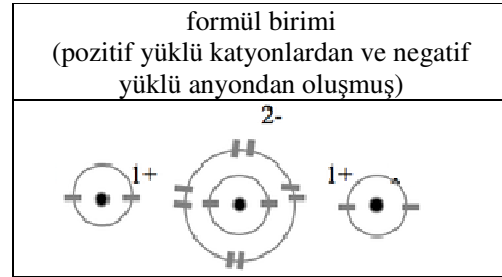 formül birimi
(pozitif yüklü katyonlardan ve negatif
yüklü anyondan oluşmuş)
2-
1+ 1+